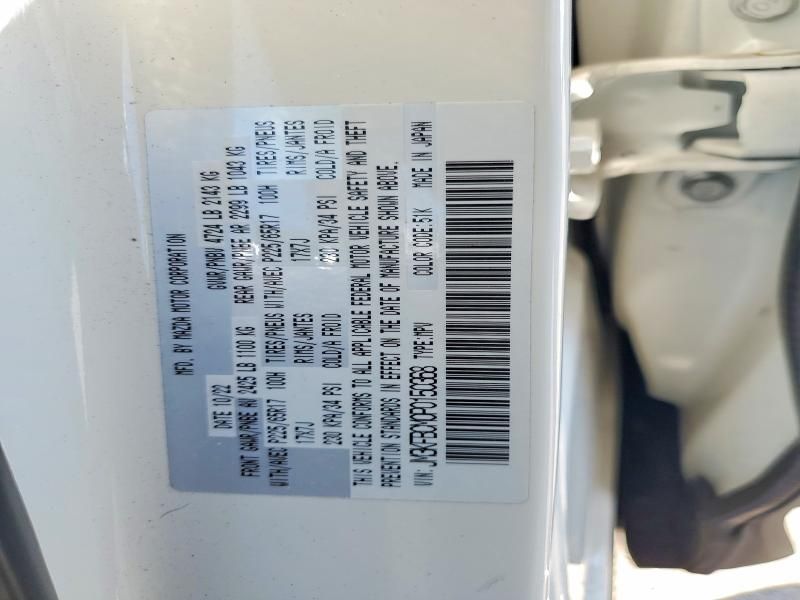 MFD. BY MAZDA MOTOR CORPORATION
DATE 10/22 GVWR/PNBV 4724 LB 2143 KG
FRONT GAWR/PNBE AV 2425 LB 1100 KG REAR GAWR/PNBE AR 2299 LB 1043 KG
WITH/AVEC P225/65R17 100H TIRES/PNEUS WITH/AVEC P225/65R17 100H TIRES/PNEUS
17X7J RIMS/JANTES 17X7J RIMS/JANTES
230 KPA/34 PSI COLD/A FROID 230 KPA/34 PSI COLD/A FROID
THIS VEHICLE CONFORMS TO ALL APPLICABLE FEDERAL MOTOR VEHICLE SAFETY AND THEFT
PREVENTION STANDARDS IN EFFECT ON THE DATE OF MANUFACTURE SHOWN ABOVE.
VIN: JM3KFBCM0P0150368 TYPE:MPV COLOR CODE:51K MADE IN JAPAN